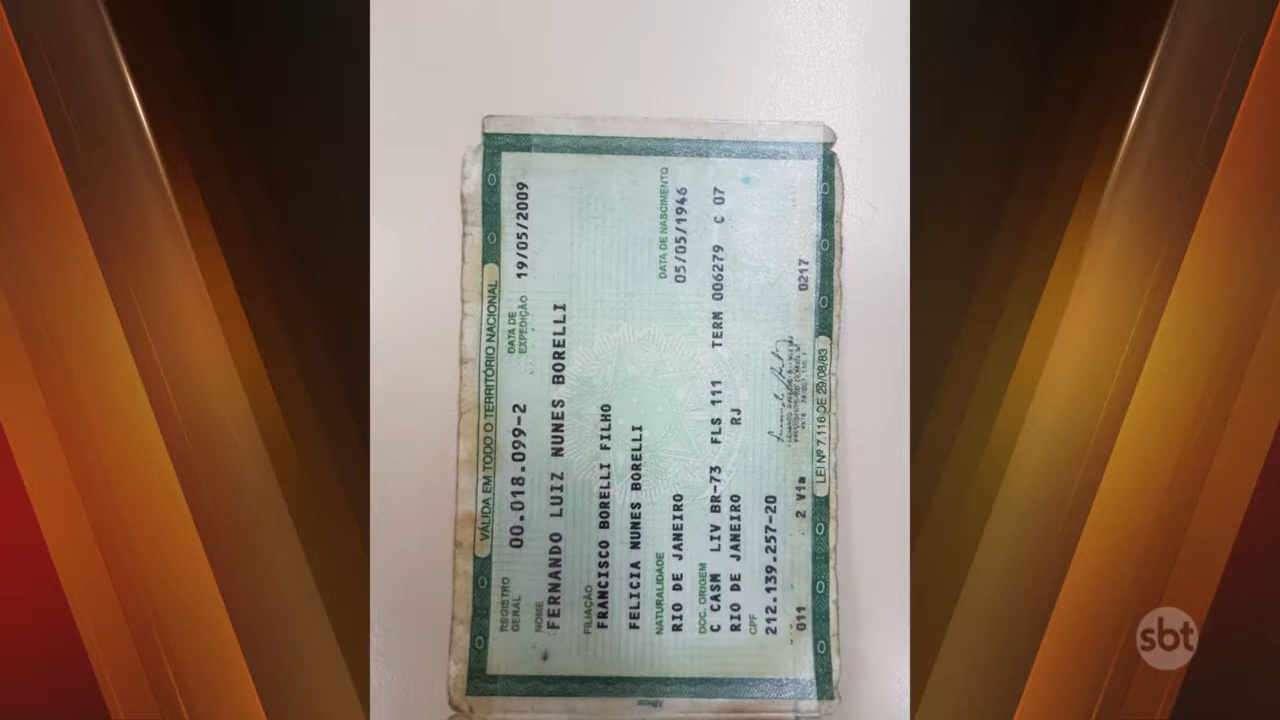 VÁLIDA EM TODO O TERRITÓRIO NACIONAL
REGISTRO GERAL 00.018.099-2 DATA DE EXPEDIÇÃO 19/05/2009
NOME
FERNANDO LUIZ NUNES BORELLI
FILIAÇÃO
FRANCISCO BORELLI FILHO
FELICIA NUNES BORELLI
NATURALIDADE DATA DE NASCIMENTO
RIO DE JANEIRO 05/05/1946
DOC. ORIGEM
C CASM LIV BR-73 FLS 111 TERM 006279 C 07
RIO DE JANEIRO RJ
CPF
212.139.257-20
011 2 Via 0217
LEI Nº 7.116 DE 29/08/83
sbt